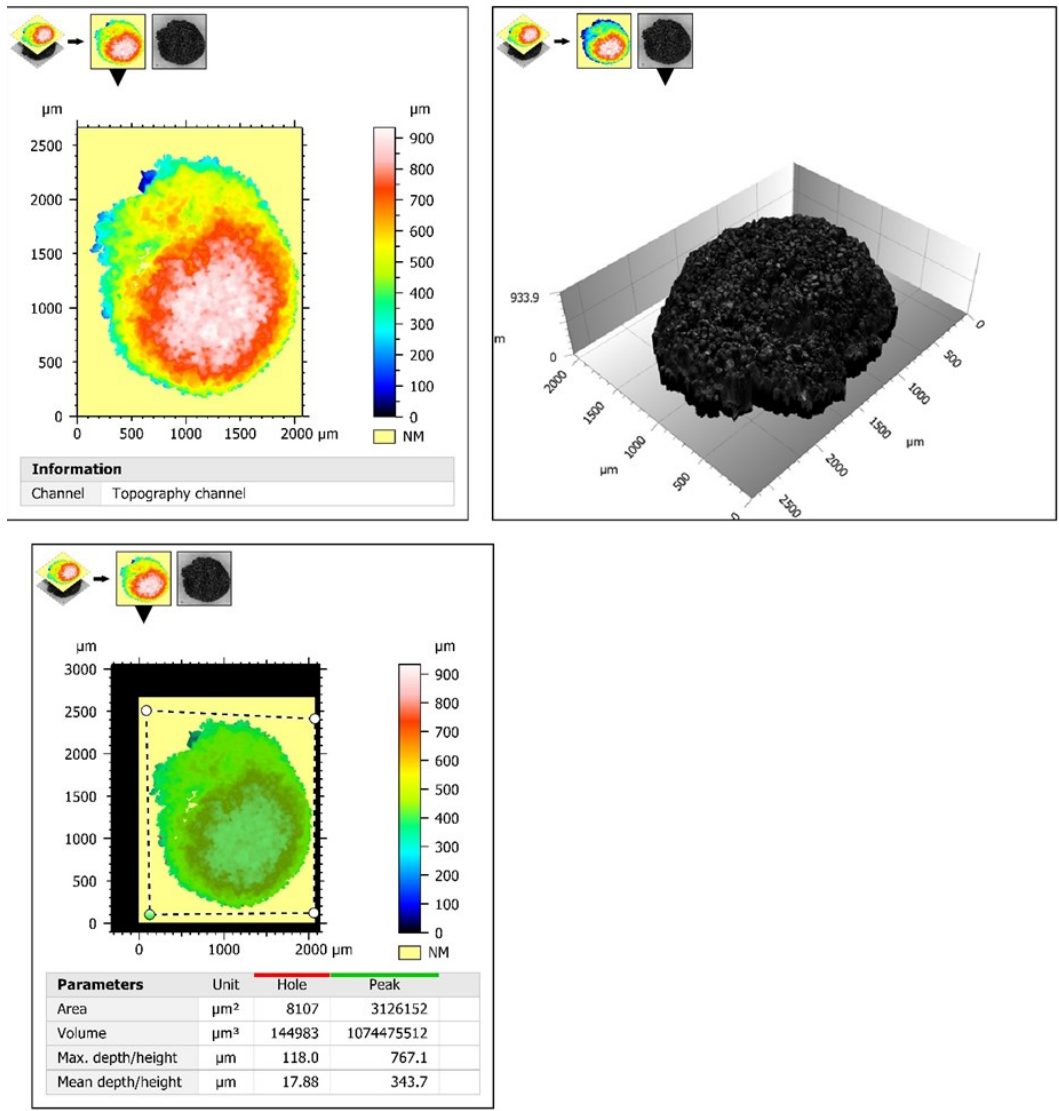 µm
2500
2000
1500
1000
500
0
0 500 1000 1500 2000 µm
µm
900
800
700
600
500
400
300
200
100
0
NM
Information
Channel Topography channel
933.9
m
0
2000
1500
1000
500
0
µm
0
500
1000
1500
2000
2500
µm
µm
3000
2500
2000
1500
1000
500
0
0 1000 2000 µm
µm
900
800
700
600
500
400
300
200
100
0
NM
Parameters Unit Hole Peak
Area µm² 8107 3126152
Volume µm³ 144983 1074475512
Max. depth/height µm 118.0 767.1
Mean depth/height µm 17.88 343.7